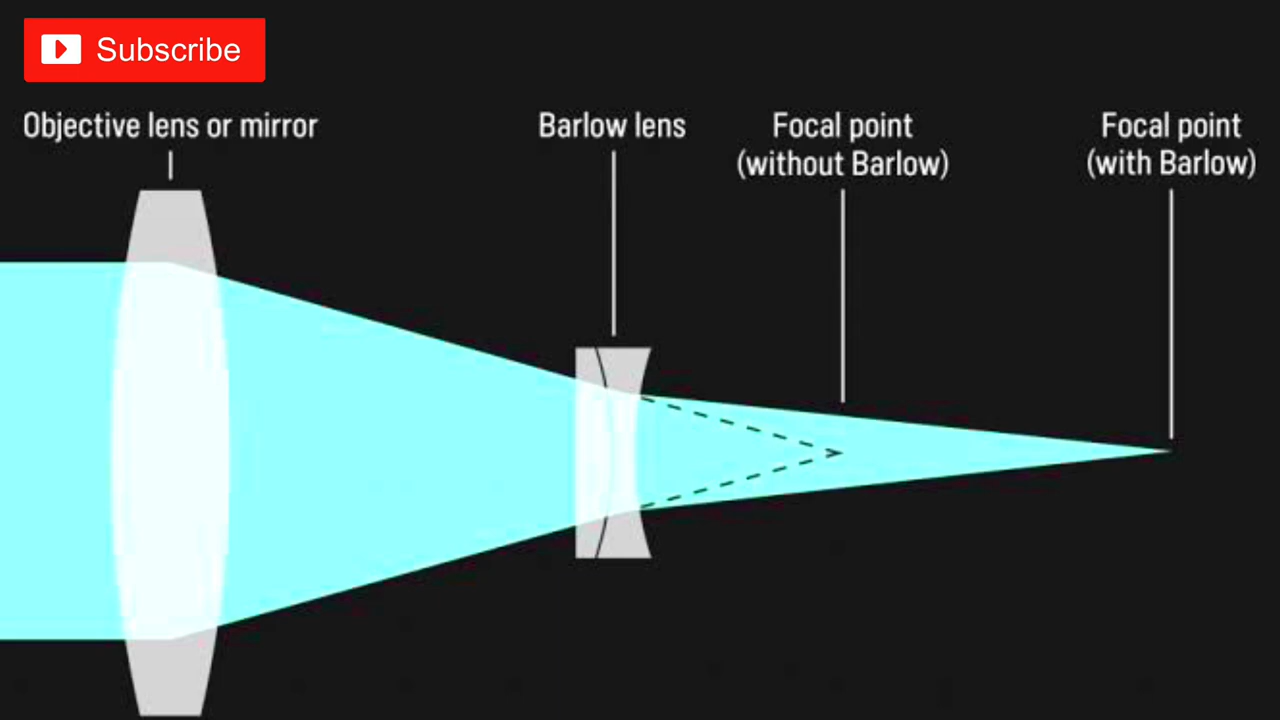 Subscribe
Objective lens or mirror
Barlow lens
Focal point
(without Barlow)
Focal point
(with Barlow)